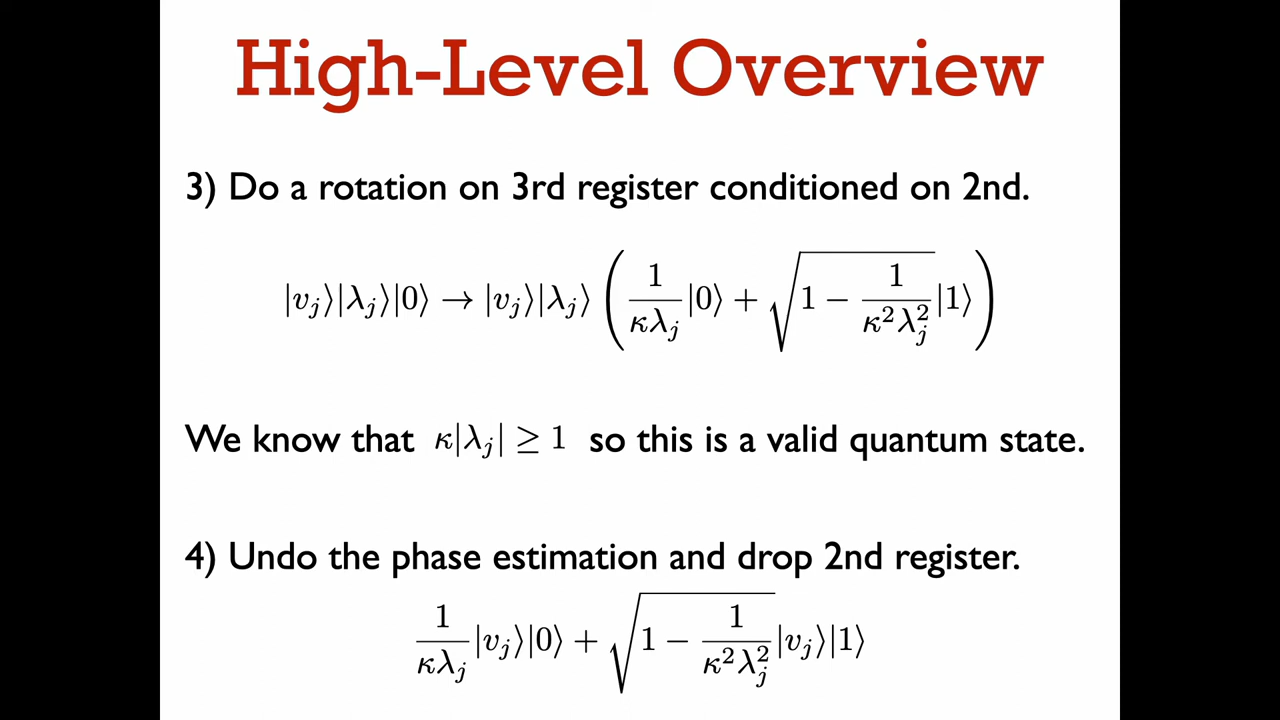 High-Level Overview
3) Do a rotation on 3rd register conditioned on 2nd.
|v_j⟩|λ_j⟩|0⟩ → |v_j⟩|λ_j⟩ ( 1/(κλ_j) |0⟩ + √(1 − 1/(κ²λ_j²)) |1⟩ )
We know that κ|λ_j| ≥ 1 so this is a valid quantum state.
4) Undo the phase estimation and drop 2nd register.
1/(κλ_j) |v_j⟩|0⟩ + √(1 − 1/(κ²λ_j²)) |v_j⟩|1⟩